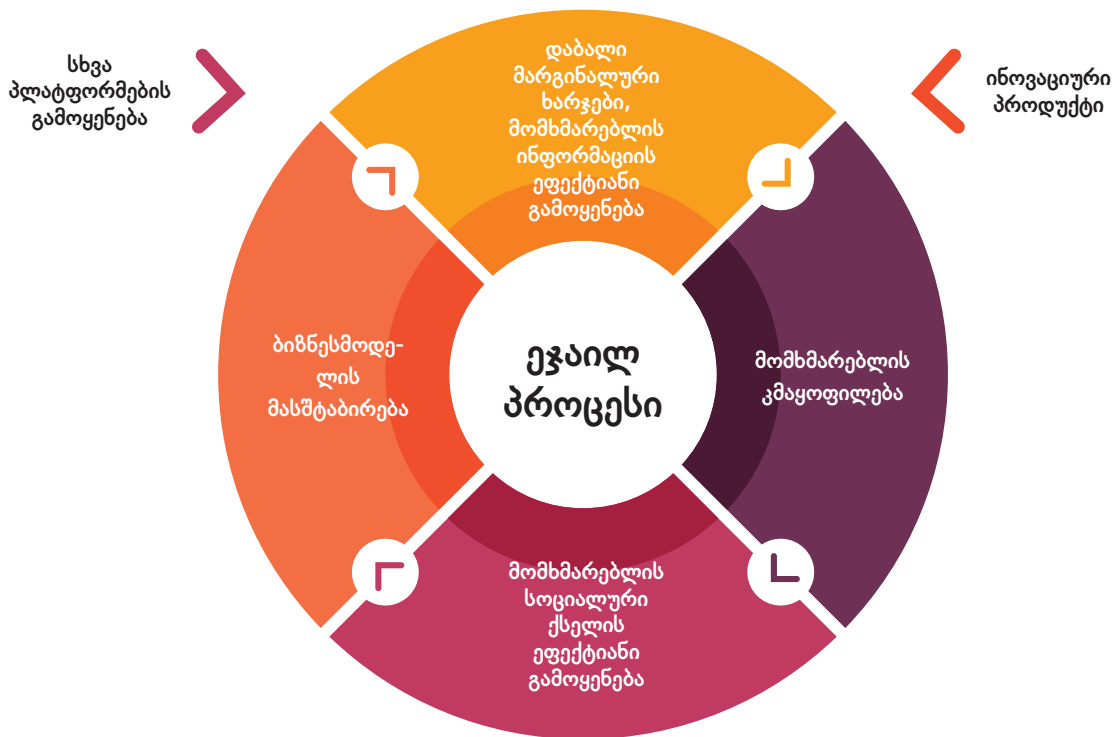 სხვა
პლატფორმების
გამოყენება
დაბალი
მარგინალური
ხარჯები,
მომხმარებლის
ინფორმაციის
ეფექტიანი
გამოყენება
ინოვაციური
პროდუქტი
ბიზნესმოდე-
ლის
მასშტაბირება
ეჯაილ
პროცესი
მომხმარებლის
კმაყოფილება
მომხმარებლის
სოციალური
ქსელის
ეფექტიანი
გამოყენება